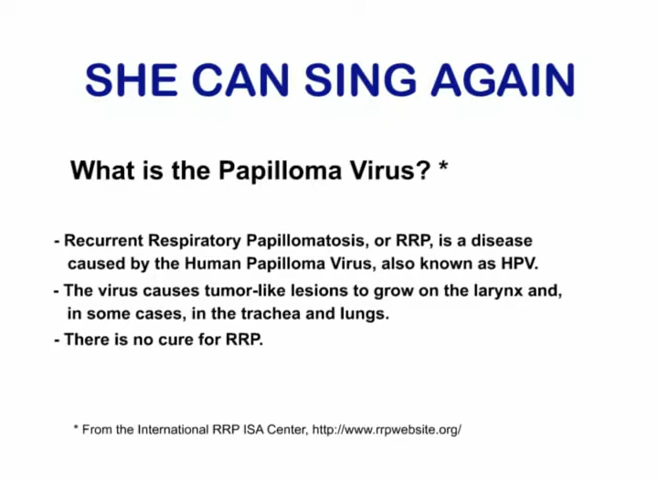 SHE CAN SING AGAIN
What is the Papilloma Virus? *
- Recurrent Respiratory Papillomatosis, or RRP, is a disease
caused by the Human Papilloma Virus, also known as HPV.
- The virus causes tumor-like lesions to grow on the larynx and,
in some cases, in the trachea and lungs.
- There is no cure for RRP.
* From the International RRP ISA Center, http://www.rrpwebsite.org/